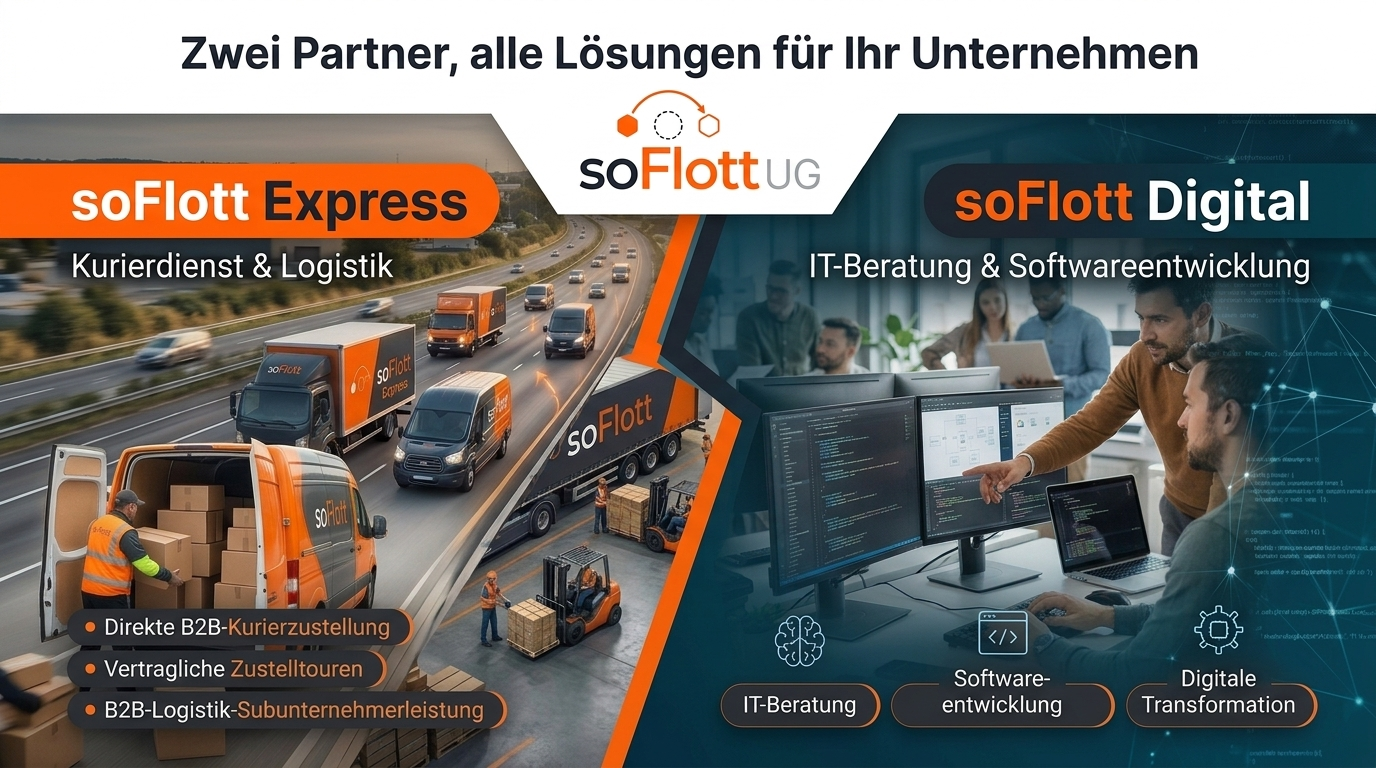 Zwei Partner, alle Lösungen für Ihr Unternehmen
soFlott UG
soFlott Express
Kurierdienst & Logistik
soFlott
soFlott
Express
soFlott
soFlott
Direkte B2B-Kurierzustellung
Vertragliche Zustelltouren
B2B-Logistik-Subunternehmerleistung
soFlott Digital
IT-Beratung & Softwareentwicklung
IT-Beratung
Software-
entwicklung
Digitale
Transformation